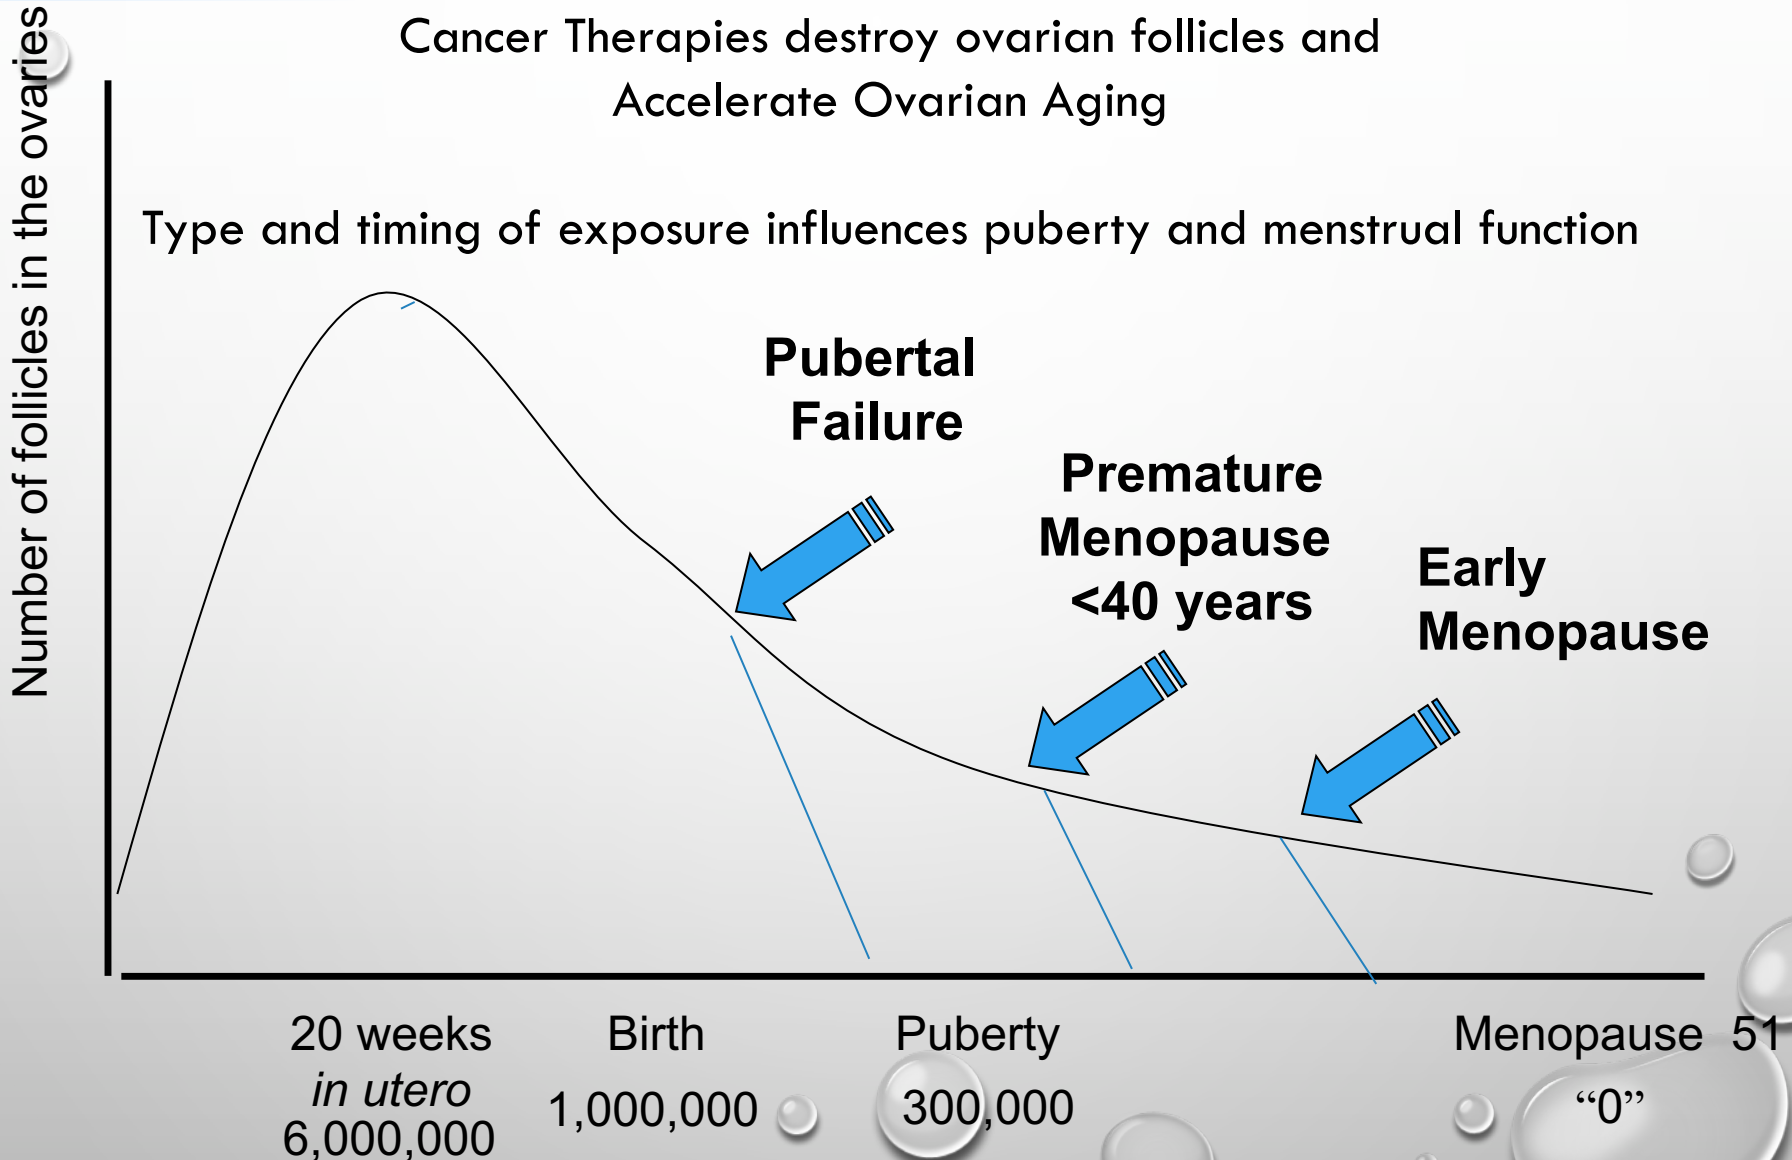 Cancer Therapies destroy ovarian follicles and
Accelerate Ovarian Aging
Type and timing of exposure influences puberty and menstrual function
Number of follicles in the ovaries
Pubertal
Failure
Premature
Menopause
<40 years
Early
Menopause
20 weeks
in utero
6,000,000
Birth
1,000,000
Puberty
300,000
Menopause 51
“0”